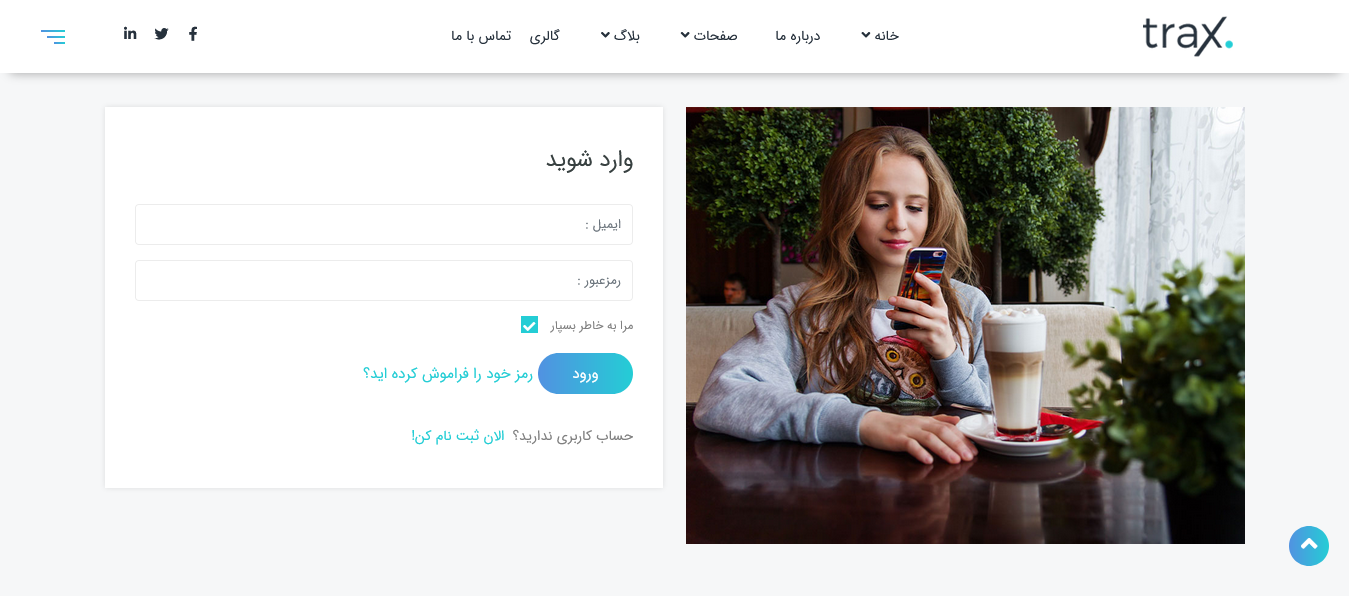 trax.
خانه
درباره ما
صفحات
بلاگ
گالری
تماس با ما
وارد شوید
ایمیل :
رمزعبور :
مرا به خاطر بسپار
ورود
رمز خود را فراموش کرده اید؟
حساب کاربری ندارید؟ الان ثبت نام کن!